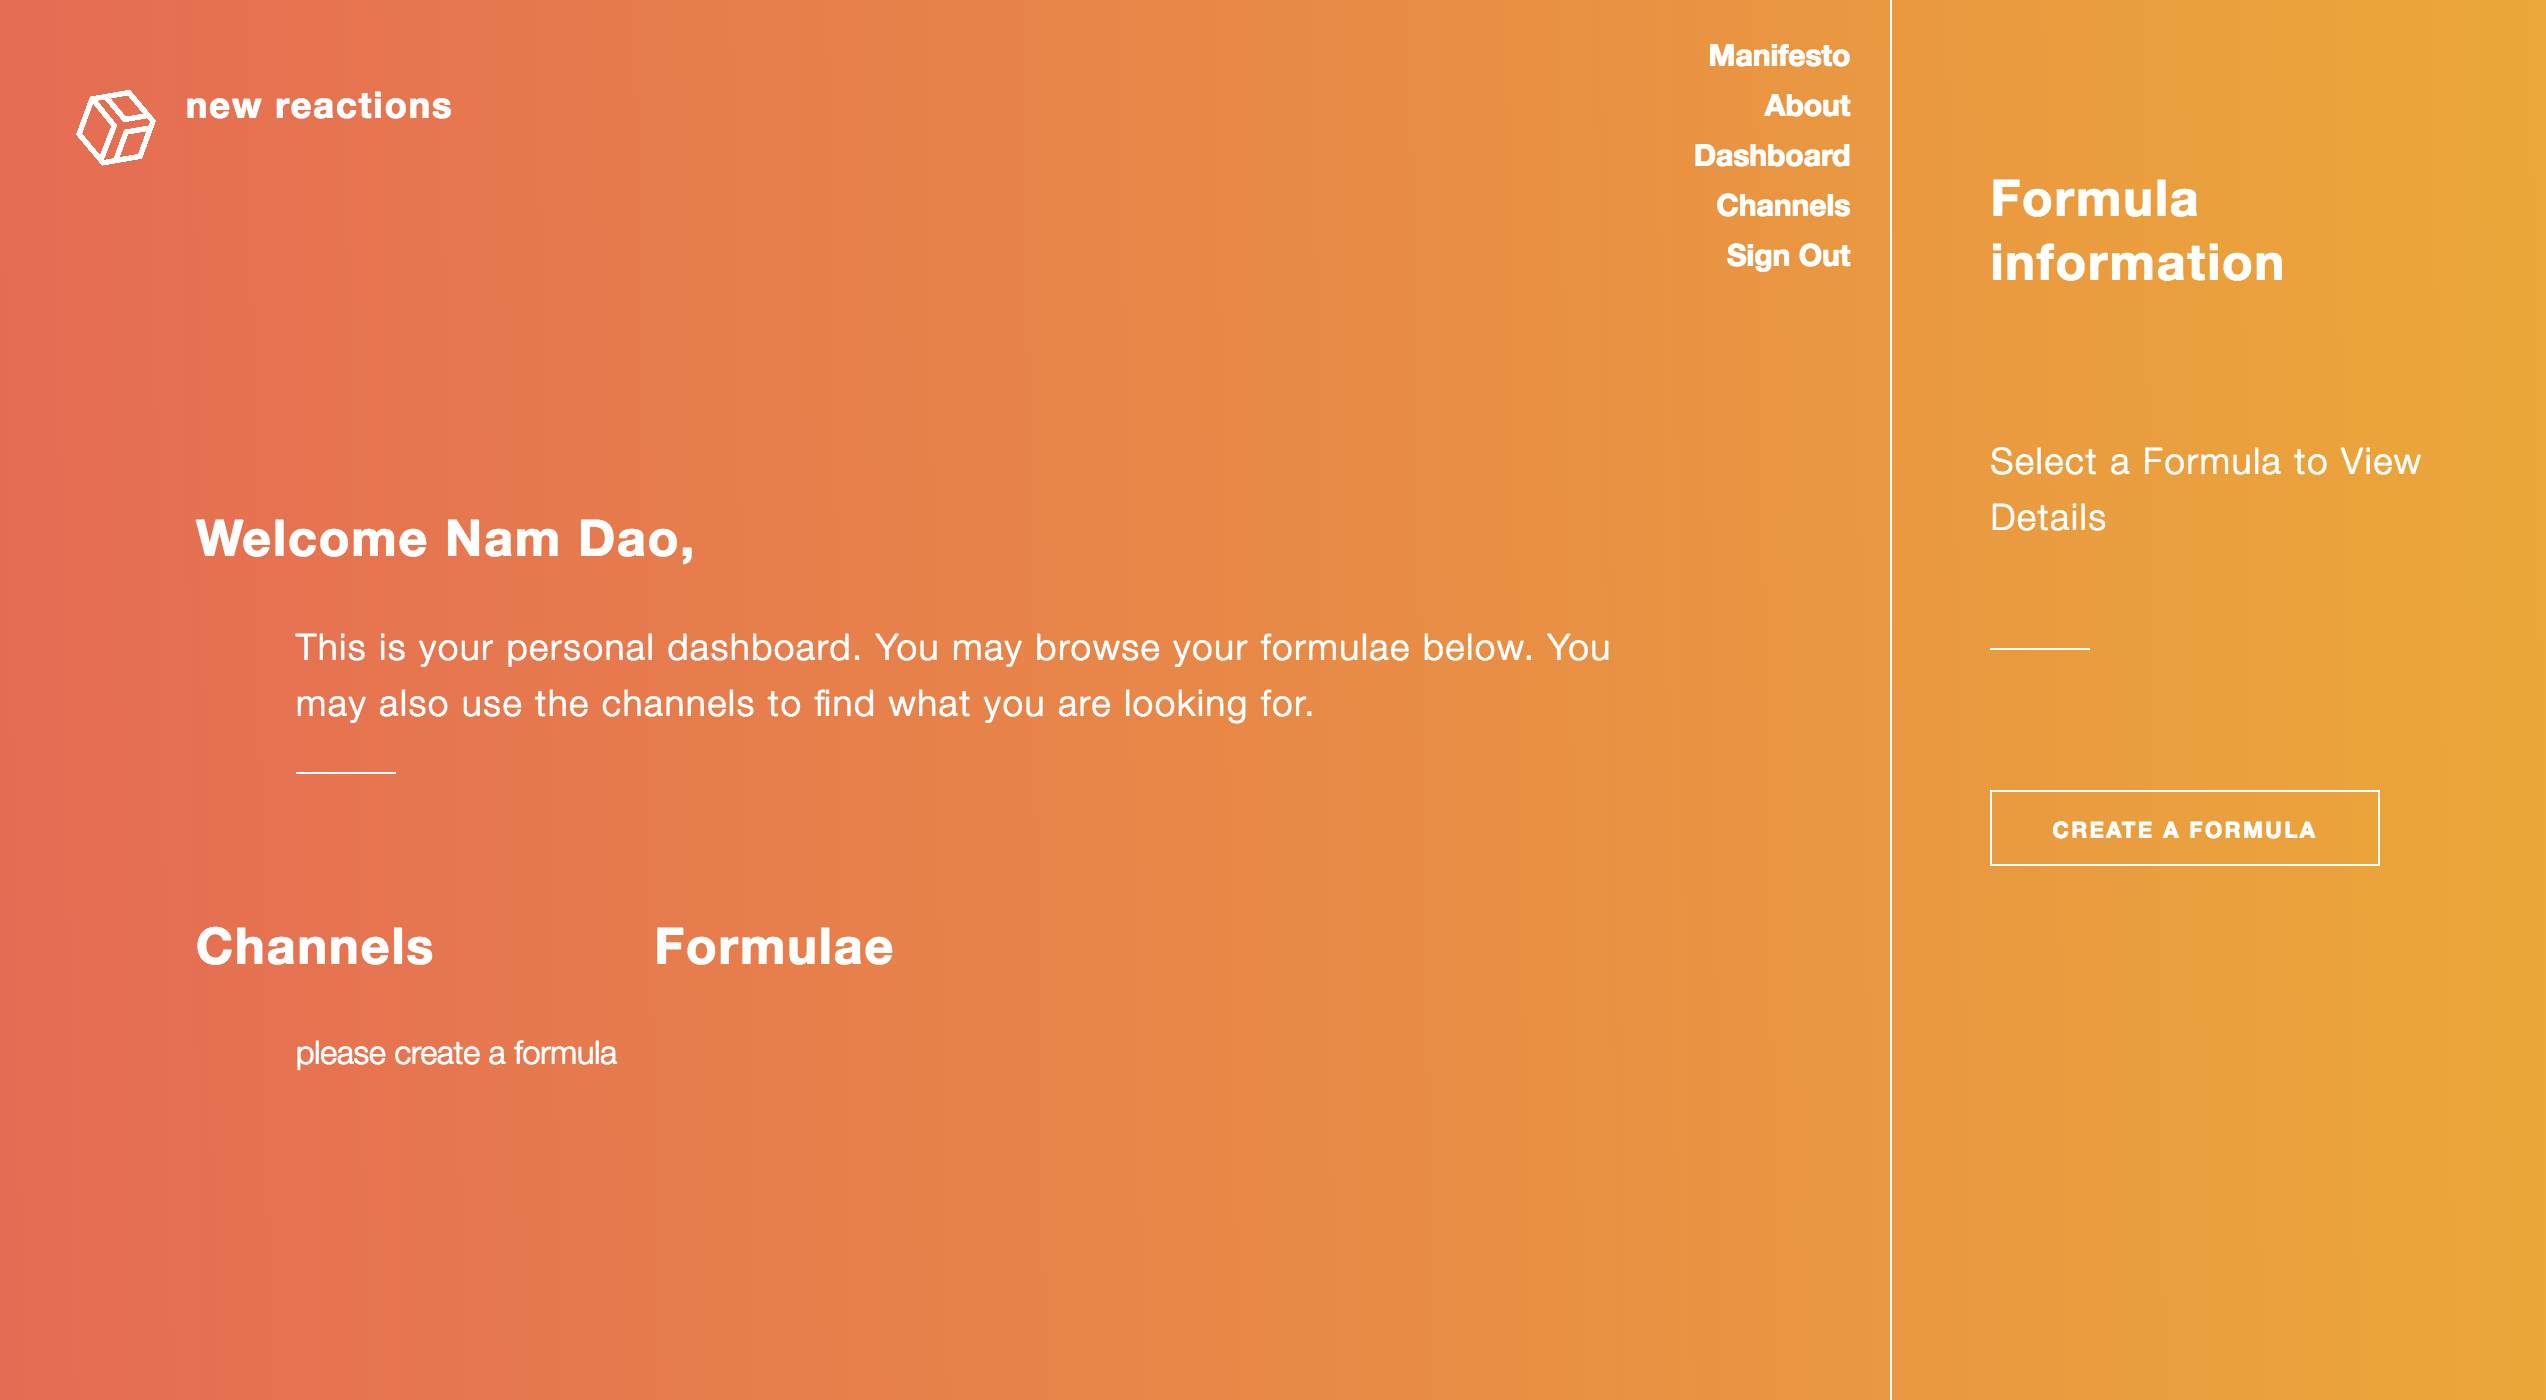 new reactions
Manifesto
About
Dashboard
Channels
Sign Out
Welcome Nam Dao,
This is your personal dashboard. You may browse your formulae below. You
may also use the channels to find what you are looking for.
Channels
Formulae
please create a formula
Formula
information
Select a Formula to View
Details
CREATE A FORMULA